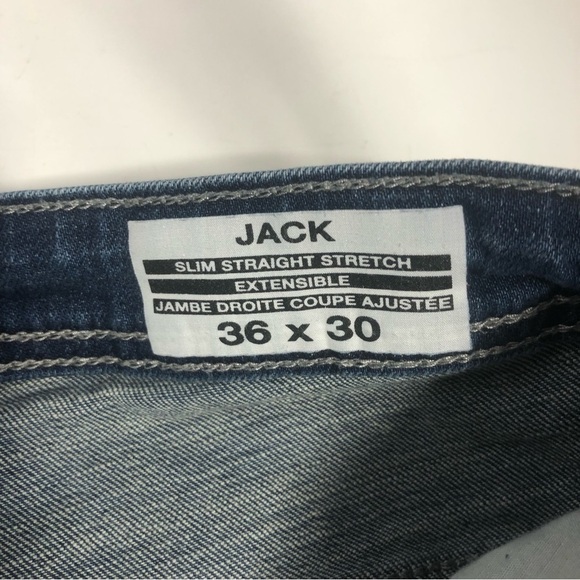 JACK
SLIM STRAIGHT STRETCH
EXTENSIBLE
JAMBE DROITE COUPE AJUSTÉE
36 x 30